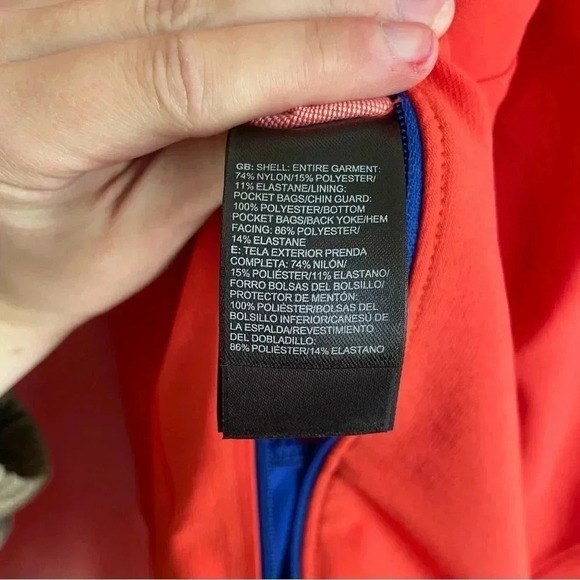 GB: SHELL: ENTIRE GARMENT:
74% NYLON/15% POLYESTER/
11% ELASTANE/LINING:
POCKET BAGS/CHIN GUARD:
100% POLYESTER/BOTTOM
POCKET BAGS/BACK YOKE/HEM
FACING: 86% POLYESTER/
14% ELASTANE
E: TELA EXTERIOR PRENDA
COMPLETA: 74% NILÓN/
15% POLIÉSTER/11% ELASTANO/
FORRO BOLSAS DEL BOLSILLO/
PROTECTOR DE MENTÓN:
100% POLIÉSTER/BOLSAS DEL
BOLSILLO INFERIOR/CANESÚ DE
LA ESPALDA/REVESTIMIENTO
DEL DOBLADILLO:
86% POLIÉSTER/14% ELASTANO